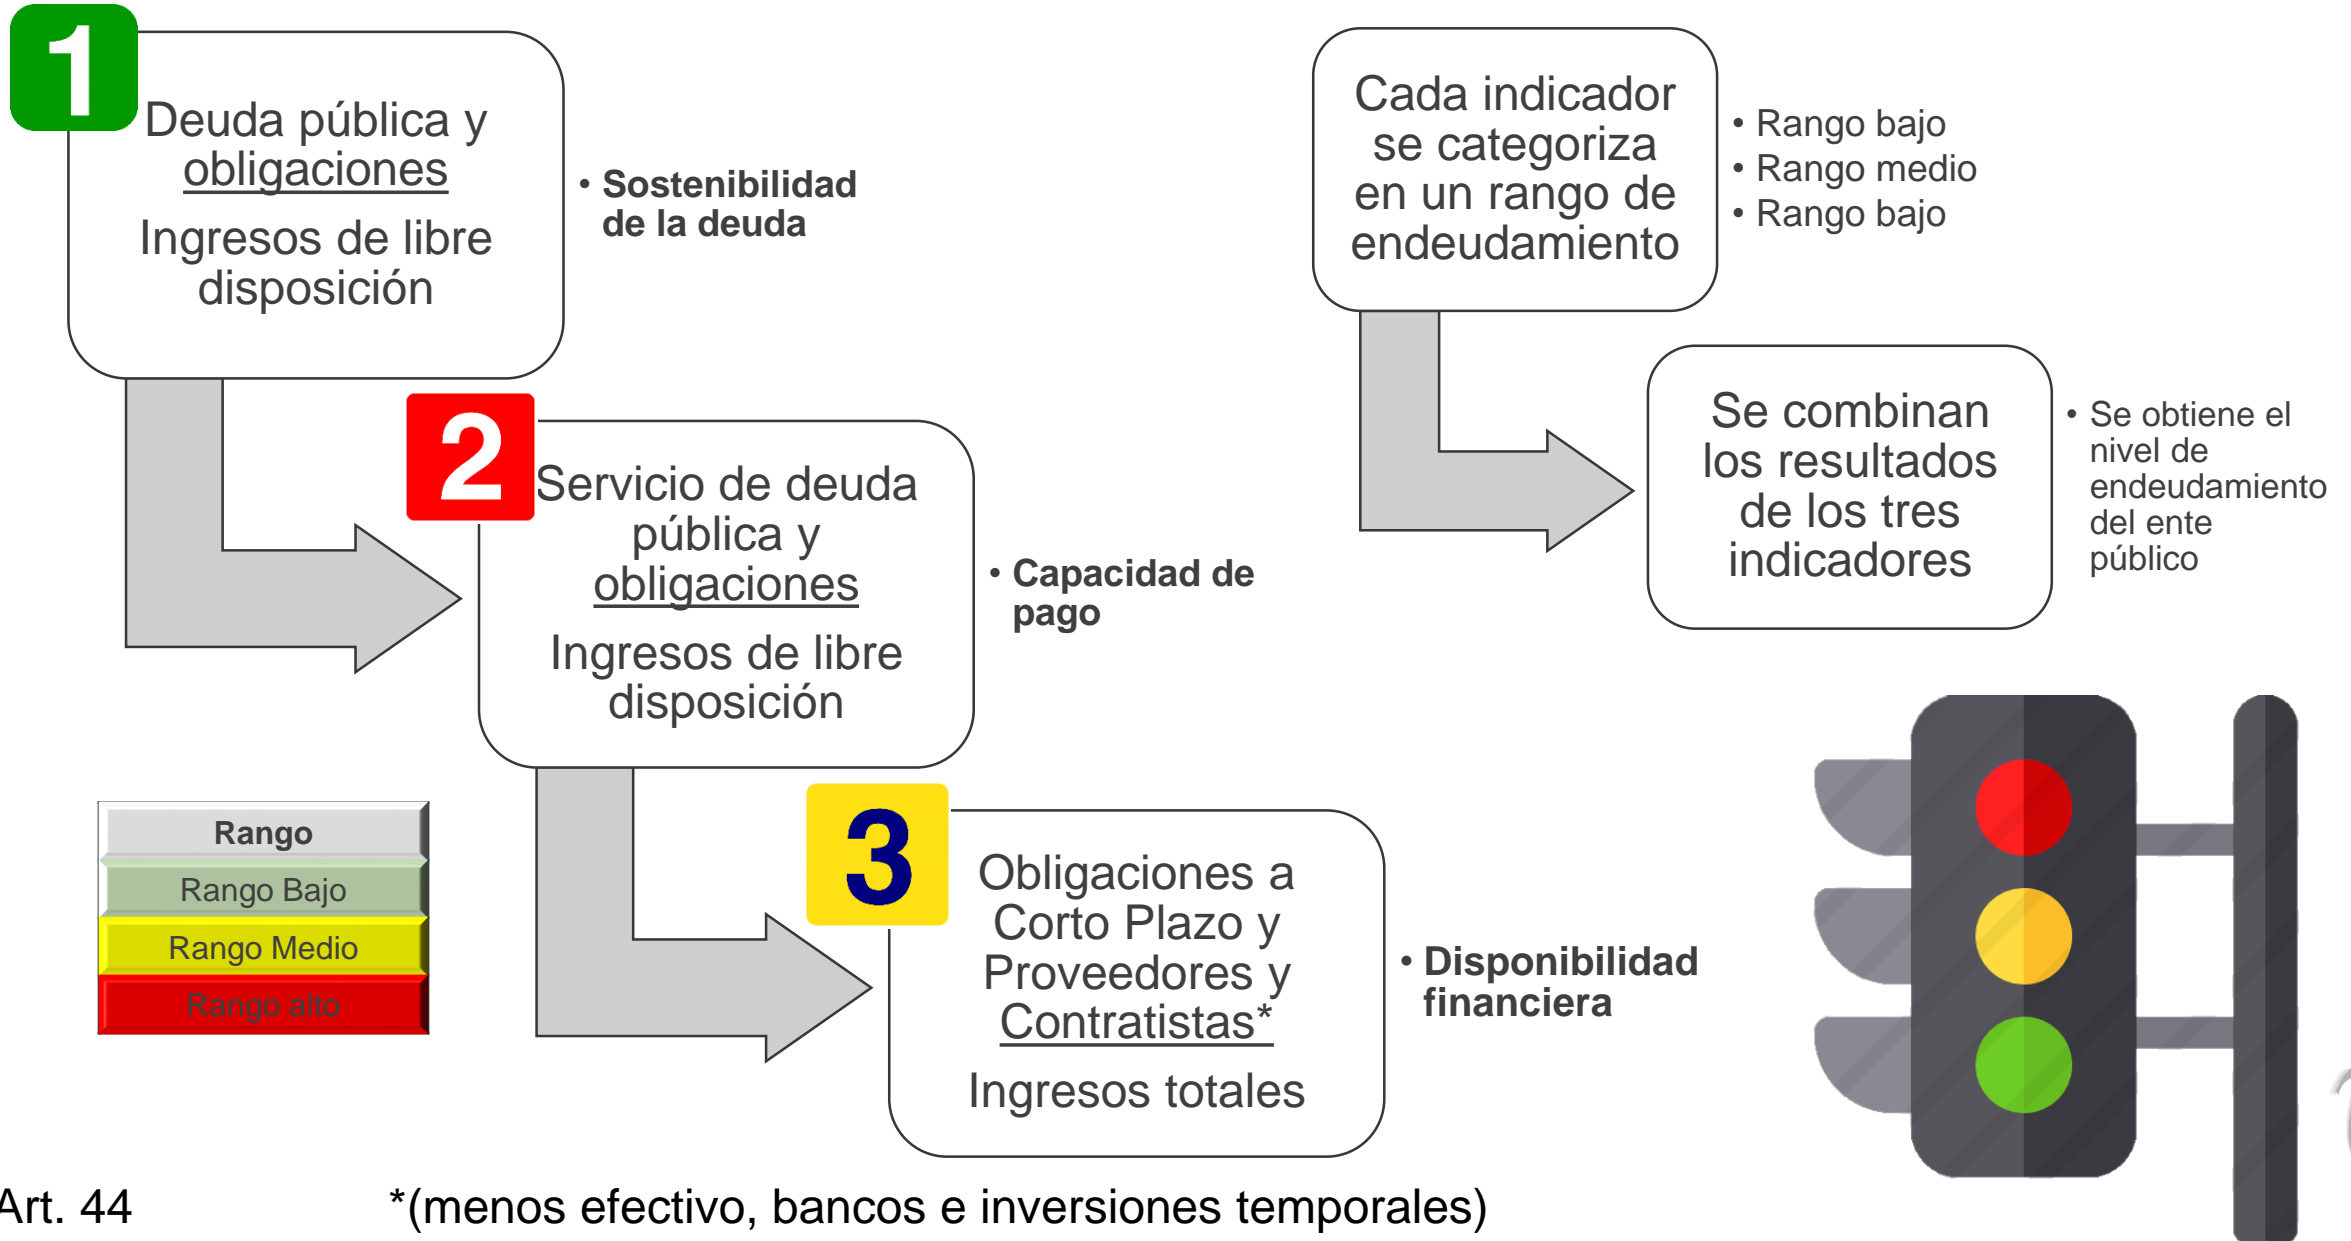 1
Deuda pública y
obligaciones
Ingresos de libre
disposición
• Sostenibilidad
de la deuda
2
Servicio de deuda
pública y
obligaciones
Ingresos de libre
disposición
• Capacidad de
pago
3
Obligaciones a
Corto Plazo y
Proveedores y
Contratistas*
Ingresos totales
• Disponibilidad
financiera
Cada indicador
se categoriza
en un rango de
endeudamiento
• Rango bajo
• Rango medio
• Rango bajo
Se combinan
los resultados
de los tres
indicadores
• Se obtiene el
nivel de
endeudamiento
del ente
público
Rango
Rango Bajo
Rango Medio
Rango alto
Art. 44
*(menos efectivo, bancos e inversiones temporales)